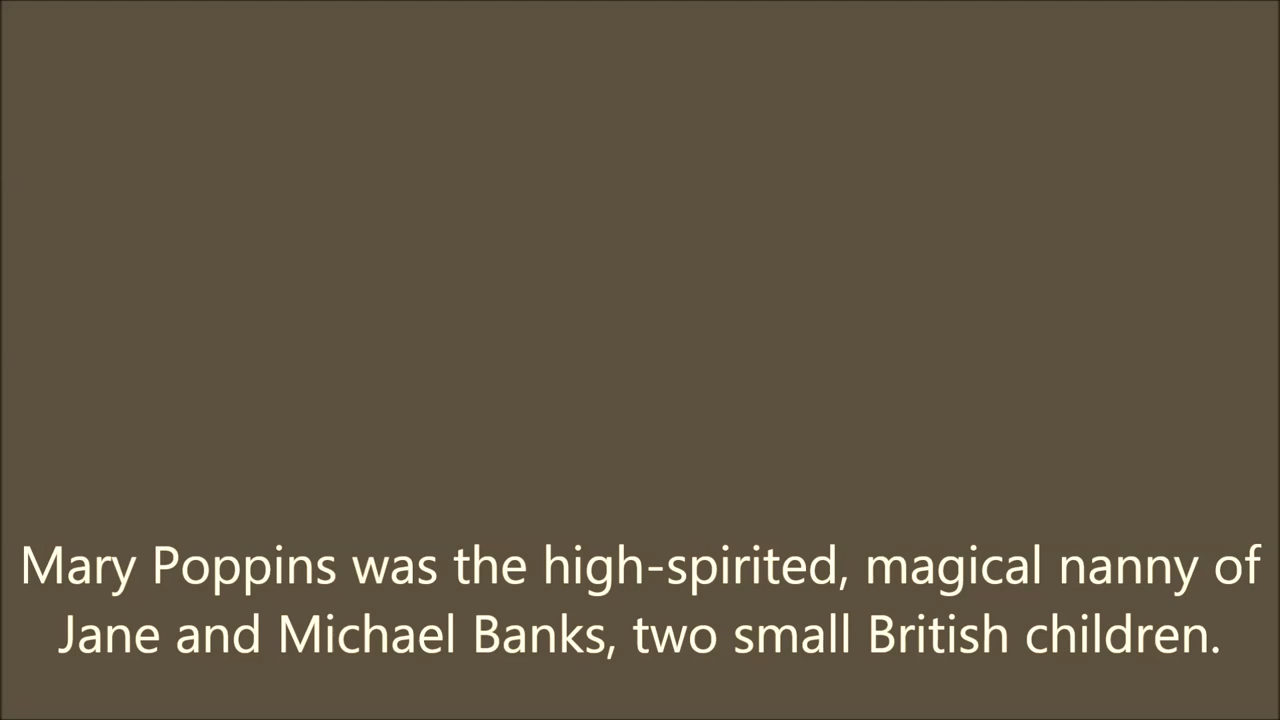 Mary Poppins was the high-spirited, magical nanny of
Jane and Michael Banks, two small British children.